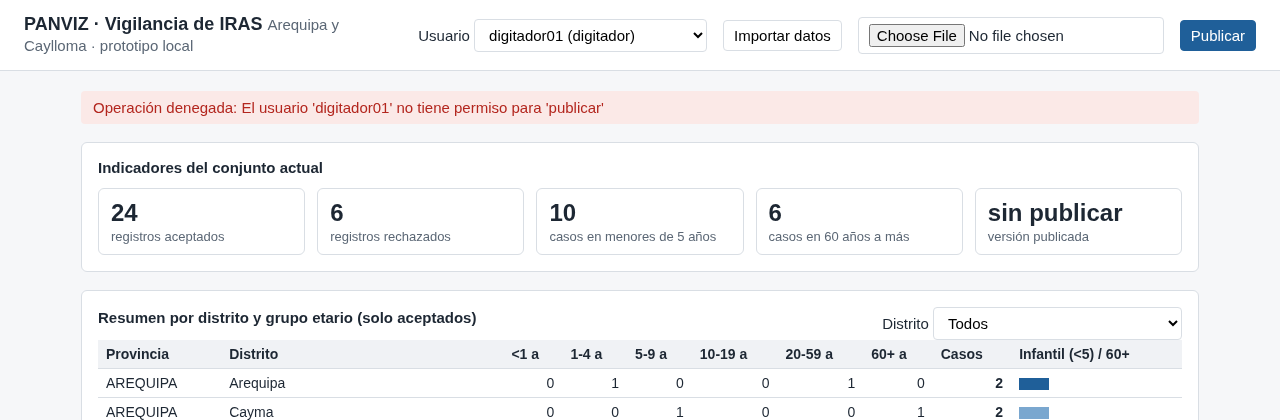 PANVIZ · Vigilancia de IRAS Arequipa y
Caylloma · prototipo local
Usuario digitador01 (digitador) Importar datos Choose File No file chosen Publicar
Operación denegada: El usuario 'digitador01' no tiene permiso para 'publicar'
Indicadores del conjunto actual
24 6 10 6 sin publicar
registros aceptados registros rechazados casos en menores de 5 años casos en 60 años a más versión publicada
Resumen por distrito y grupo etario (solo aceptados)
Distrito Todos
Provincia Distrito <1 a 1-4 a 5-9 a 10-19 a 20-59 a 60+ a Casos Infantil (<5) / 60+
AREQUIPA Arequipa 0 1 0 0 1 0 2
AREQUIPA Cayma 0 0 1 0 0 1 2